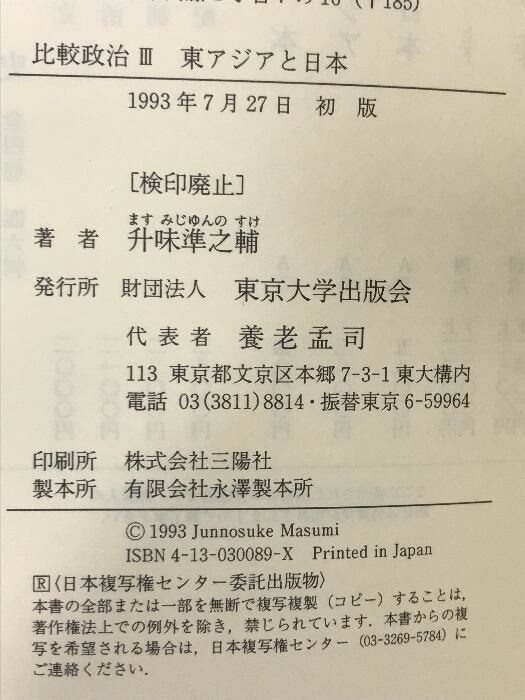 (†185)
比較政治Ⅲ 東アジアと日本
1993年7月27日 初版
[検印廃止]
ます みじゅんの すけ
著者 升味準之輔
発行所 財団法人 東京大学出版会
代表者 養老孟司
113 東京都文京区本郷7-3-1東大構内
電話 03(3811)8814・振替東京6-59964
印刷所 株式会社三陽社
製本所 有限会社永澤製本所
© 1993 Junnosuke Masumi
ISBN 4-13-030089-X Printed in Japan
R〈日本複写権センター委託出版物〉
本書の全部または一部を無断で複写複製（コピー）することは,
著作権法上での例外を除き, 禁じられています. 本書からの複
写を希望される場合は, 日本複写権センター (03-3269-5784) に
ご連絡ください.